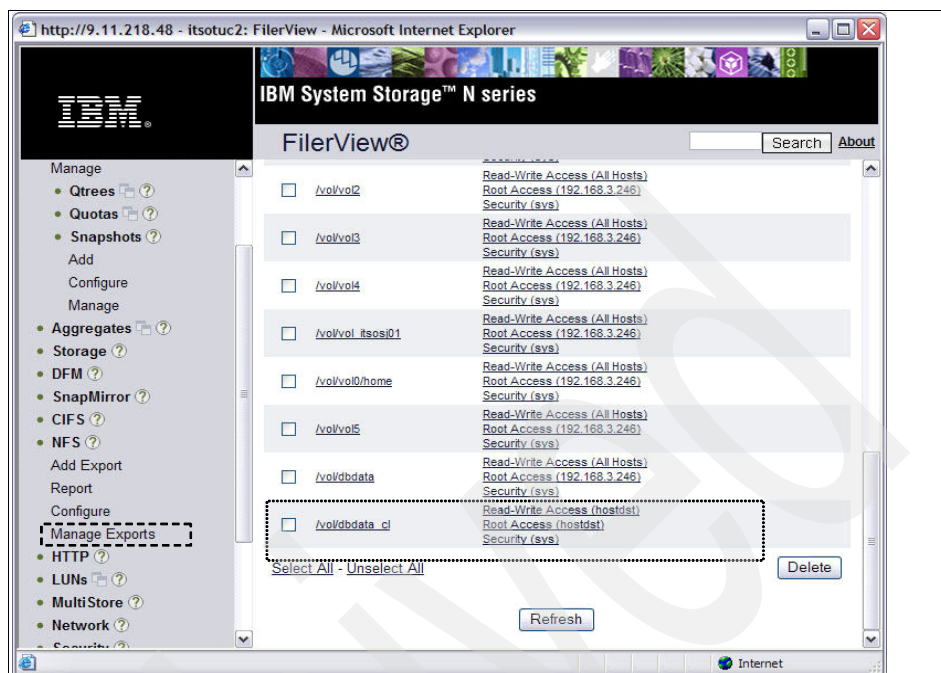 http://9.11.218.48 - itsotuc2: FilerView - Microsoft Internet Explorer
IBM
IBM System Storage™ N series
FilerView®
Search About
Manage
Qtrees
Quotas
Snapshots
Add
Configure
Manage
Aggregates
Storage
DFM
SnapMirror
CIFS
NFS
Add Export
Report
Configure
Manage Exports
HTTP
LUNs
MultiStore
Network
Security
Security (sys)
/vol/vol2
Read-Write Access (All Hosts)
Root Access (192.168.3.246)
Security (sys)
/vol/vol3
Read-Write Access (All Hosts)
Root Access (192.168.3.246)
Security (sys)
/vol/vol4
Read-Write Access (All Hosts)
Root Access (192.168.3.246)
Security (sys)
/vol/vol_itsosj01
Read-Write Access (All Hosts)
Root Access (192.168.3.246)
Security (sys)
/vol/vol0/home
Read-Write Access (All Hosts)
Root Access (192.168.3.246)
Security (sys)
/vol/vol5
Read-Write Access (All Hosts)
Root Access (192.168.3.246)
Security (sys)
/vol/dbdata
Read-Write Access (All Hosts)
Root Access (192.168.3.246)
Security (sys)
/vol/dbdata_cl
Read-Write Access (hostdst)
Root Access (hostdst)
Security (sys)
Select All - Unselect All
Delete
Refresh
Internet